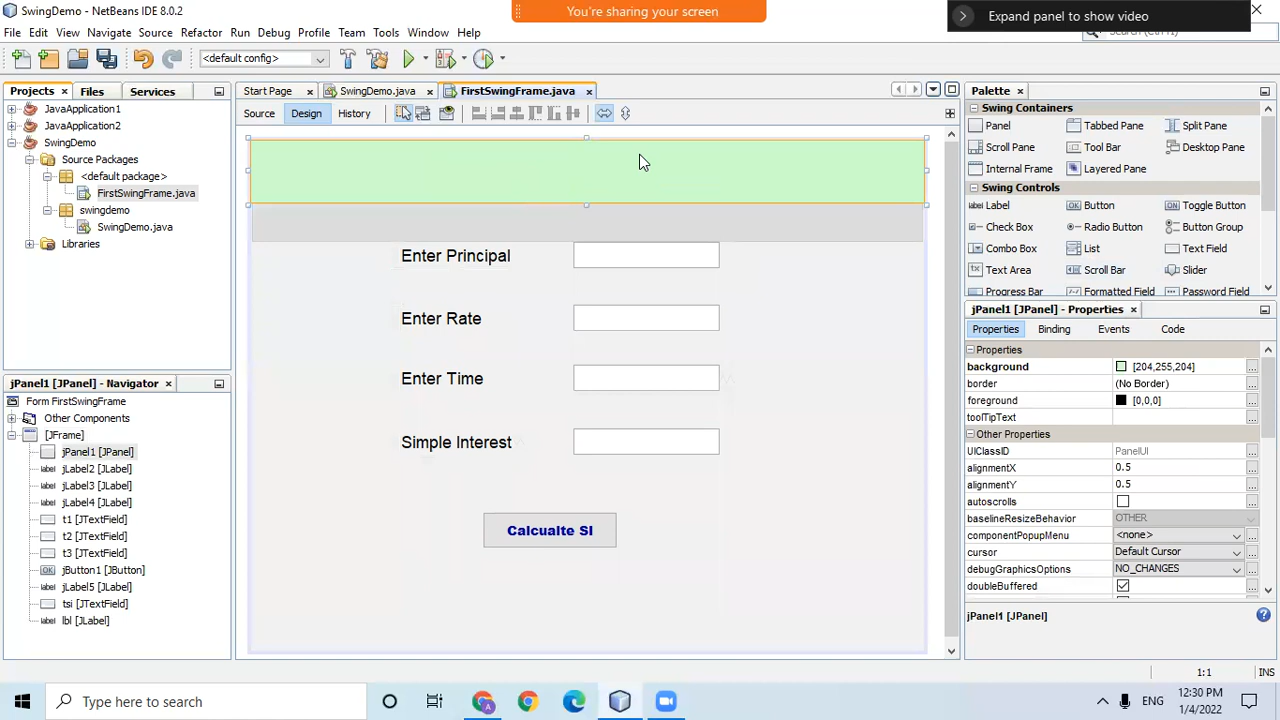 SwingDemo - NetBeans IDE 8.0.2
You're sharing your screen
Expand panel to show video
File Edit View Navigate Source Refactor Run Debug Profile Team Tools Window Help
<default config>
Projects Files Services
JavaApplication1
JavaApplication2
SwingDemo
Source Packages
<default package>
FirstSwingFrame.java
swingdemo
SwingDemo.java
Libraries
jPanel1 [JPanel] - Navigator
Form FirstSwingFrame
Other Components
[JFrame]
jPanel1 [JPanel]
jLabel2 [JLabel]
jLabel3 [JLabel]
jLabel4 [JLabel]
t1 [JTextField]
t2 [JTextField]
t3 [JTextField]
jButton1 [JButton]
jLabel5 [JLabel]
tsi [JTextField]
lbl [JLabel]
Start Page SwingDemo.java FirstSwingFrame.java
Source Design History
Enter Principal
Enter Rate
Enter Time
Simple Interest
Calcualte SI
Palette
Swing Containers
Panel Tabbed Pane Split Pane
Scroll Pane Tool Bar Desktop Pane
Internal Frame Layered Pane
Swing Controls
label Label OK Button Toggle Button
Check Box Radio Button Button Group
Combo Box List Text Field
Text Area Scroll Bar Slider
Progress Bar Formatted Field Password Field
jPanel1 [JPanel] - Properties
Properties Binding Events Code
Properties
background [204,255,204] ...
border (No Border) ...
foreground [0,0,0] ...
toolTipText ...
Other Properties
UIClassID PanelUI ...
alignmentX 0.5 ...
alignmentY 0.5 ...
autoscrolls ...
baselineResizeBehavior OTHER ...
componentPopupMenu <none> ...
cursor Default Cursor ...
debugGraphicsOptions NO_CHANGES ...
doubleBuffered ...
jPanel1 [JPanel]
1:1 INS
Type here to search
ENG
12:30 PM
1/4/2022